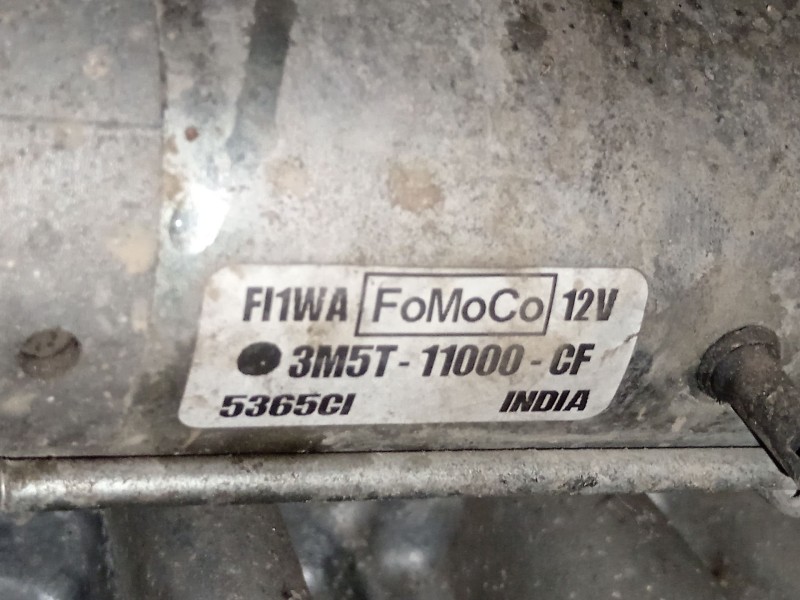 FI1WA FoMoCo 12V
3M5T - 11000 - CF
5365CI INDIA